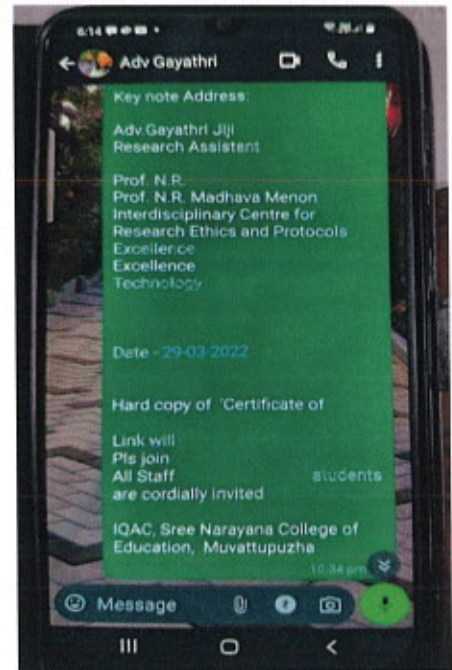 6:14
Adv Gayathri
Key note Address:
Adv.Gayathri Jiji
Research Assistant
Prof. N.R.
Prof. N.R. Madhava Menon
Interdisciplinary Centre for
Research Ethics and Protocols
Excellence
Excellence
Technology
Date - 29-03-2022
Hard copy of 'Certificate of
Link will
Pls join
All Staff students
are cordially invited
IQAC, Sree Narayana College of
Education, Muvattupuzha
10:34 pm
Message